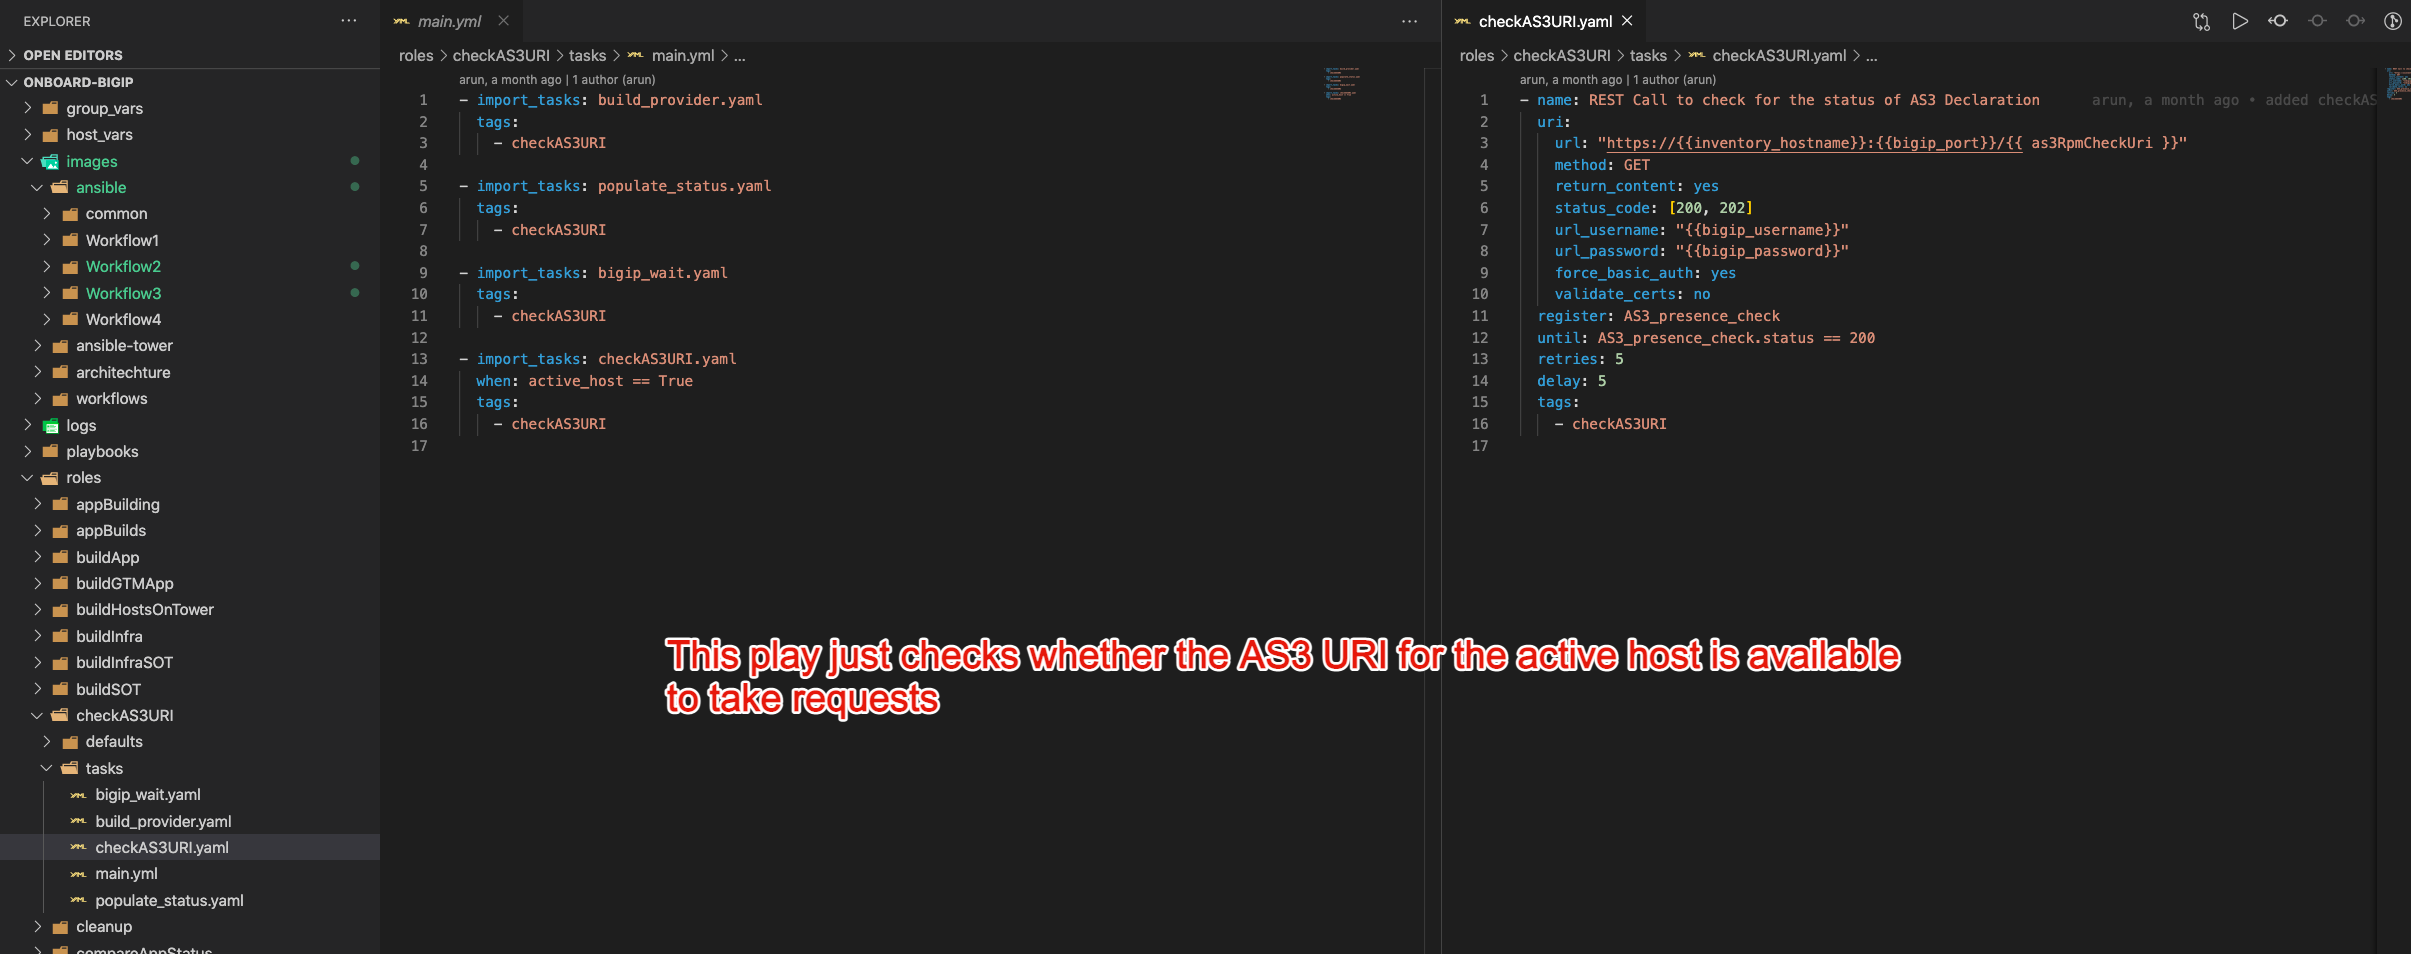 EXPLORER
···
OPEN EDITORS
ONBOARD-BIGIP
group_vars
host_vars
images
ansible
common
Workflow1
Workflow2
Workflow3
Workflow4
ansible-tower
architechture
workflows
logs
playbooks
roles
appBuilding
appBuilds
buildApp
buildGTMApp
buildHostsOnTower
buildInfra
buildInfraSOT
buildSOT
checkAS3URI
defaults
tasks
bigip_wait.yaml
build_provider.yaml
checkAS3URI.yaml
main.yml
populate_status.yaml
cleanup
compareAppStatus
main.yml
···
roles > checkAS3URI > tasks > main.yml > ...
arun, a month ago | 1 author (arun)
1 - import_tasks: build_provider.yaml
2 tags:
3 - checkAS3URI
4
5 - import_tasks: populate_status.yaml
6 tags:
7 - checkAS3URI
8
9 - import_tasks: bigip_wait.yaml
10 tags:
11 - checkAS3URI
12
13 - import_tasks: checkAS3URI.yaml
14 when: active_host == True
15 tags:
16 - checkAS3URI
17
checkAS3URI.yaml
roles > checkAS3URI > tasks > checkAS3URI.yaml > ...
arun, a month ago | 1 author (arun)
1 - name: REST Call to check for the status of AS3 Declaration arun, a month ago • added checkAS
2 uri:
3 url: "https://{{inventory_hostname}}:{{bigip_port}}/{{ as3RpmCheckUri }}"
4 method: GET
5 return_content: yes
6 status_code: [200, 202]
7 url_username: "{{bigip_username}}"
8 url_password: "{{bigip_password}}"
9 force_basic_auth: yes
10 validate_certs: no
11 register: AS3_presence_check
12 until: AS3_presence_check.status == 200
13 retries: 5
14 delay: 5
15 tags:
16 - checkAS3URI
17
This play just checks whether the AS3 URI for the active host is available
to take requests